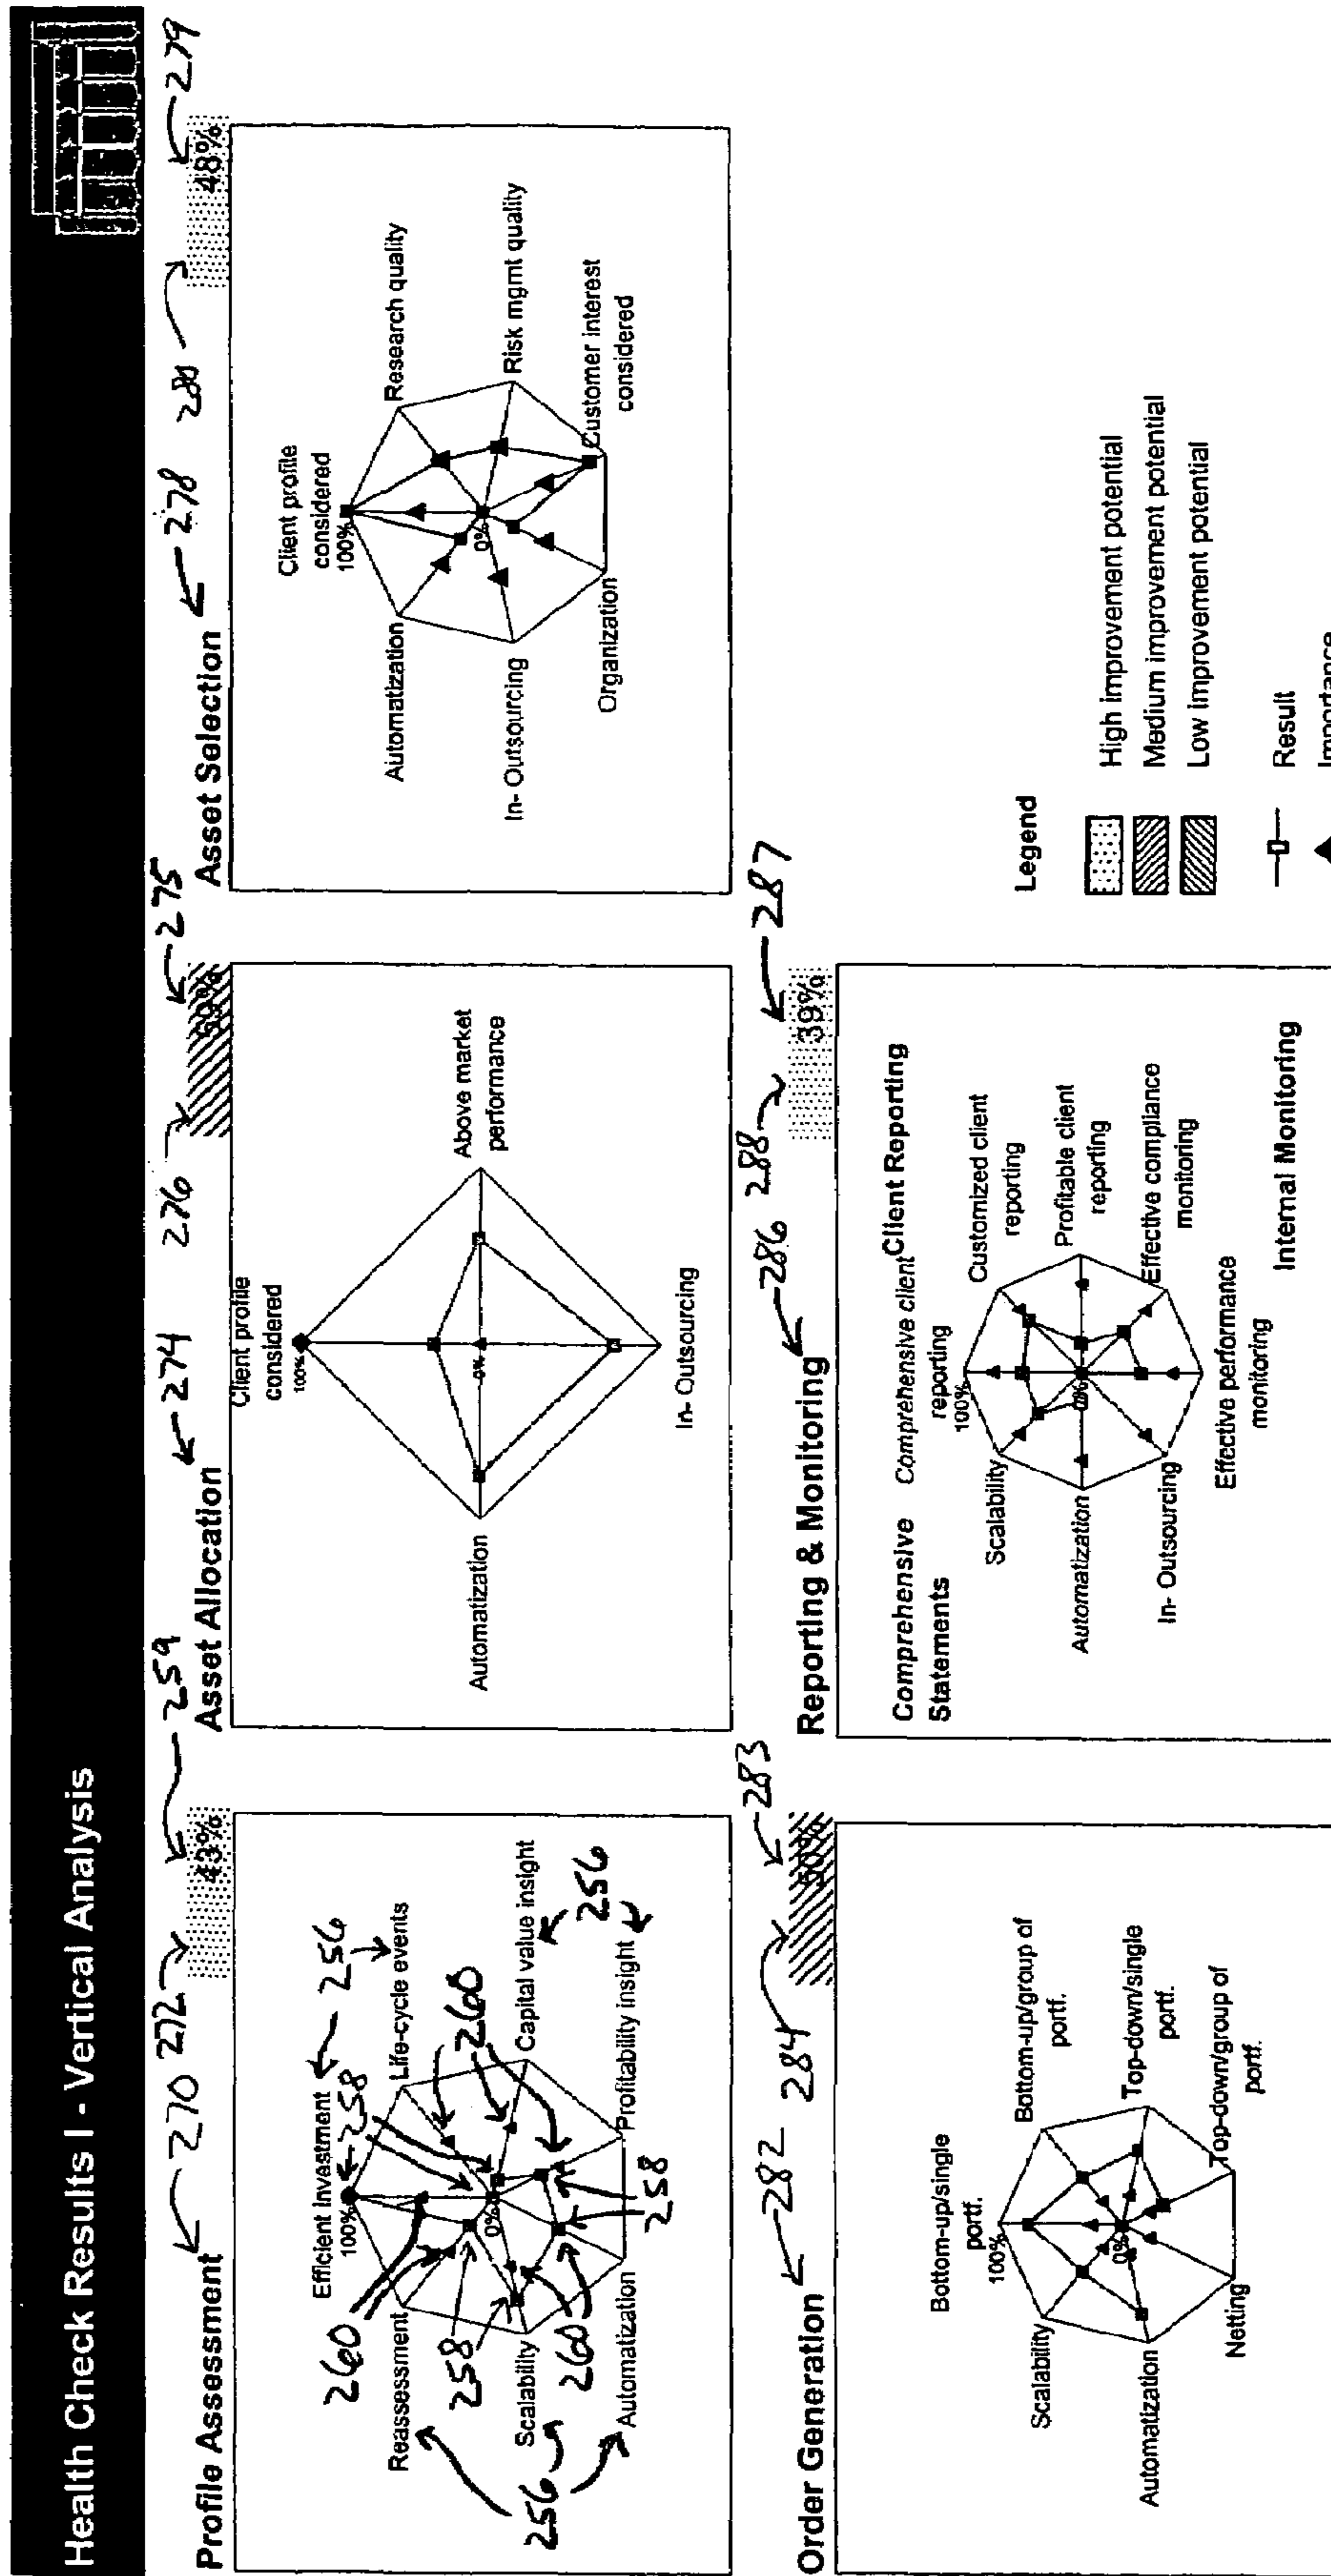 Health Check Results I - Vertical Analysis
270
272
259
274
276
275
278
280
279
Profile Assessment
43%
Asset Allocation
Asset Selection
48%
Efficient Investment
100%
0%
Life-cycle events
Capital value insight
Profitability insight
Automatization
Scalability
Reassessment
256
256
256
258
258
258
260
260
260
Client profile
considered
100%
0%
Above market
performance
In- Outsourcing
Automatization
Client profile
considered
100%
0%
Research quality
Risk mgmt quality
Customer interest
considered
Organization
In- Outsourcing
Automatization
282
284
283
286
288
287
Order Generation
50%
Reporting & Monitoring
39%
Bottom-up/single
portf.
100%
0%
Bottom-up/group of
portf.
Top-down/single
portf.
Top-down/group of
portf.
Netting
Automatization
Scalability
Comprehensive
Statements
Comprehensive client
reporting
100%
0%
Client Reporting
Customized client
reporting
Profitable client
reporting
Effective compliance
monitoring
Effective performance
monitoring
In- Outsourcing
Automatization
Scalability
Internal Monitoring
Legend
High improvement potential
Medium improvement potential
Low improvement potential
Result
Importance